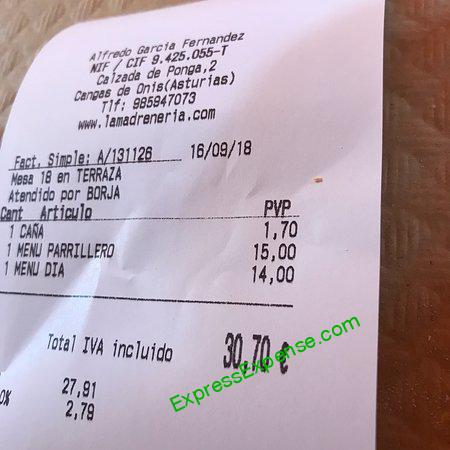 Alfredo Garcia Fernandez
NIF / CIF 9.425.055-T
Calzada de Ponga,2
Cangas de Onis(Asturias)
Tlf: 985947073
www.lamadreneria.com
Fact. Simple: A/131126 16/09/18
Mesa 18 en TERRAZA
Atendido por BORJA
Cant Articulo PVP
1 CAÑA 1,70
1 MENU PARRILLERO 15,00
1 MENU DIA 14,00
Total IVA incluido 30,70 €
27,91
0% 2,79
ExpressExpense.com